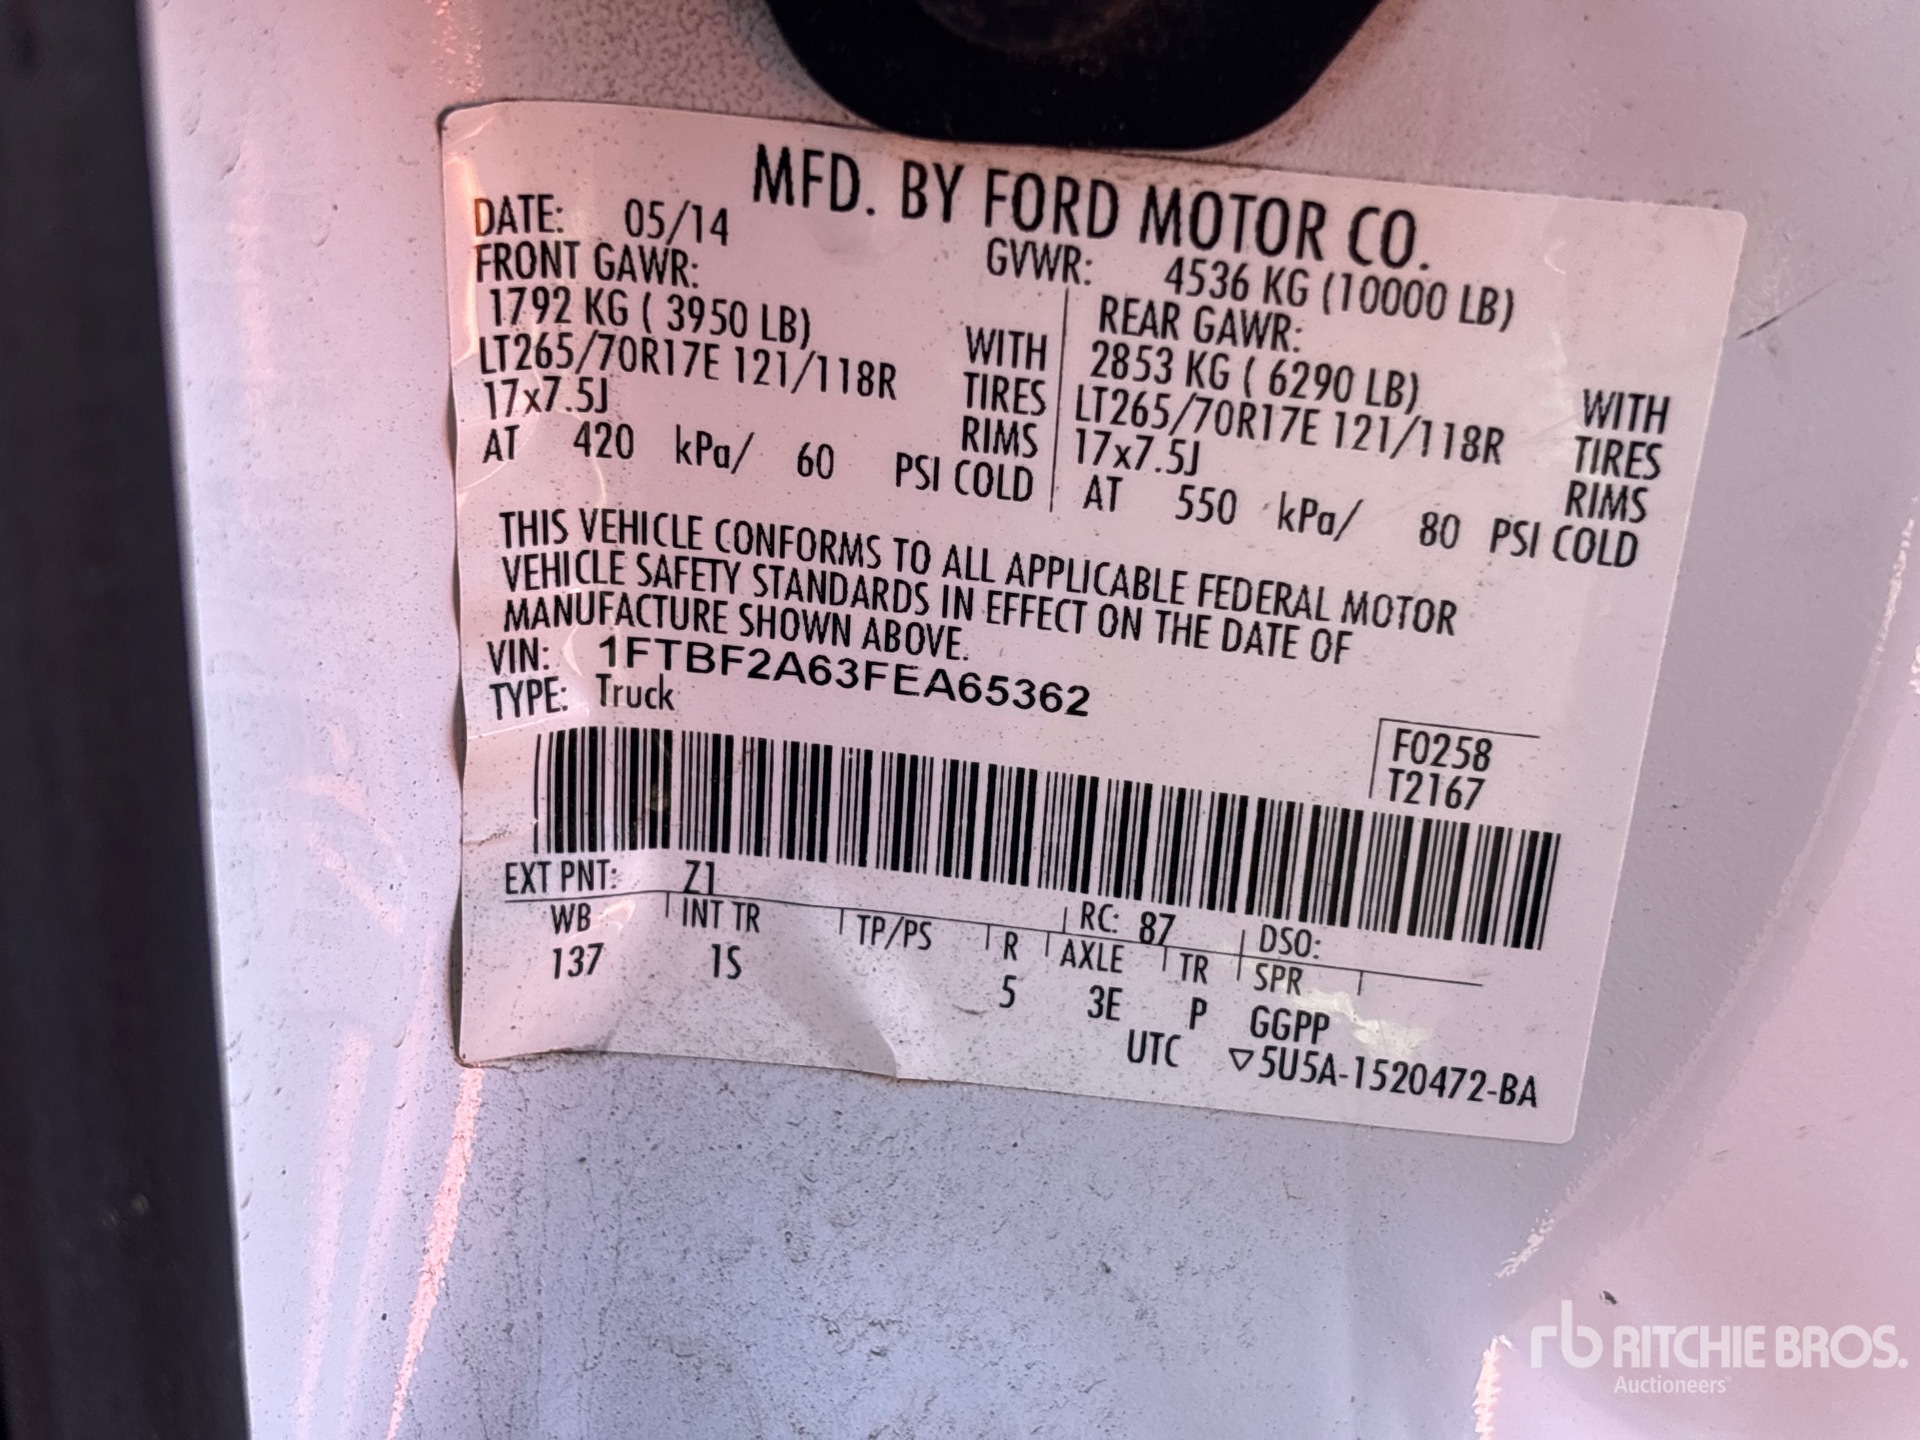 MFD. BY FORD MOTOR CO.
DATE: 05/14
GVWR: 4536 KG (10000 LB)
FRONT GAWR:
1792 KG ( 3950 LB)
LT265/70R17E 121/118R
17x7.5J
WITH
TIRES
RIMS
AT 420 kPa/ 60 PSI COLD
REAR GAWR:
2853 KG ( 6290 LB)
LT265/70R17E 121/118R
17x7.5J
WITH
TIRES
RIMS
AT 550 kPa/ 80 PSI COLD
THIS VEHICLE CONFORMS TO ALL APPLICABLE FEDERAL MOTOR
VEHICLE SAFETY STANDARDS IN EFFECT ON THE DATE OF
MANUFACTURE SHOWN ABOVE.
VIN: 1FTBF2A63FEA65362
TYPE: Truck
F0258
T2167
EXT PNT: Z1
RC: 87
DSO:
WB INT TR TP/PS R AXLE TR SPR
137 1S 5 3E P GGPP
UTC ▽5U5A-1520472-BA
rb RITCHIE BROS.
Auctioneers